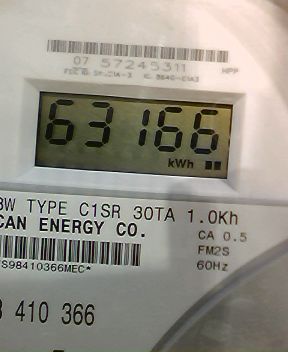 07 57245311
HPP
63166
kWh
3W TYPE C1SR 30TA 1.0Kh
CAN ENERGY CO.
CA 0.5
FM2S
60Hz
S98410366MEC*
410 366